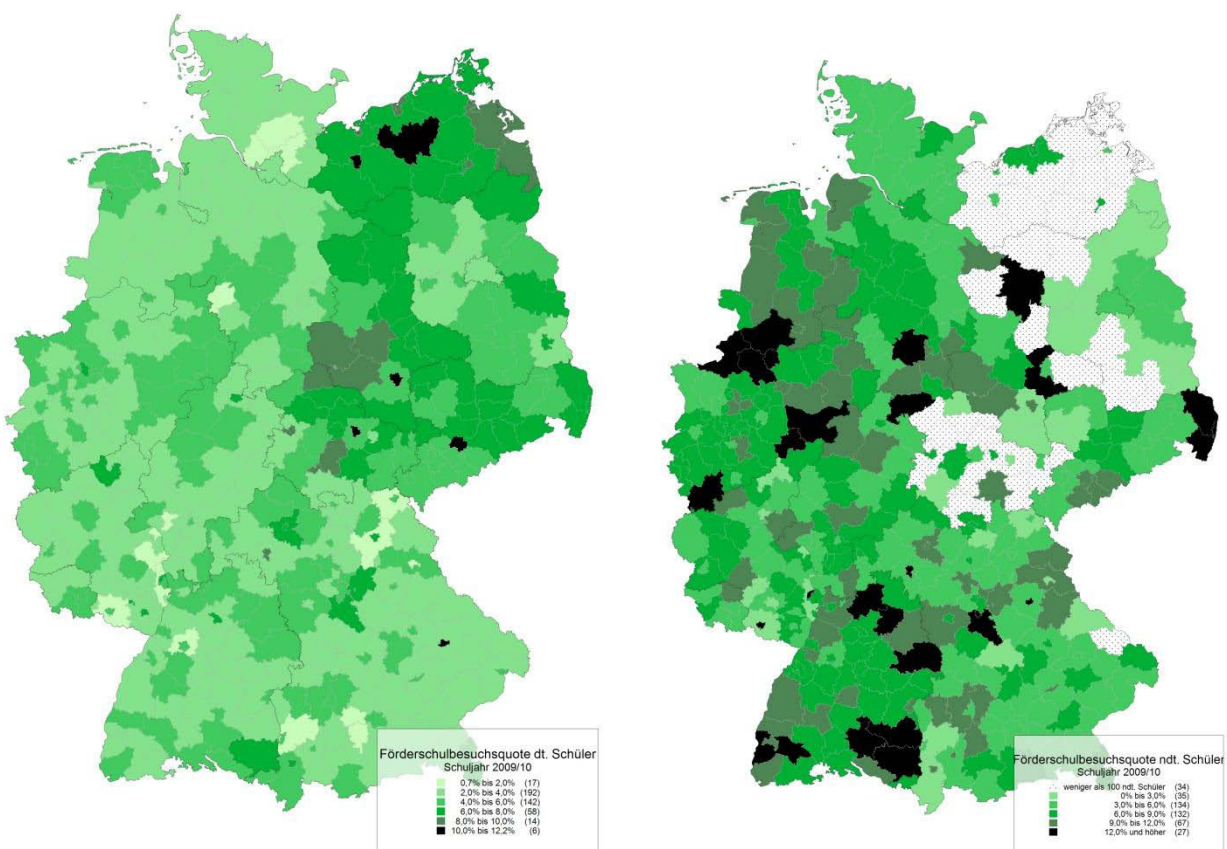 Förderschulbesuchsquote dt. Schüler
Schuljahr 2009/10
0,7% bis 2,0% (17)
2,0% bis 4,0% (192)
4,0% bis 6,0% (142)
6,0% bis 8,0% (58)
8,0% bis 10,0% (14)
10,0% bis 12,2% (6)
Förderschulbesuchsquote ndt. Schüler
Schuljahr 2009/10
weniger als 100 ndt. Schüler (34)
0% bis 3,0% (35)
3,0% bis 6,0% (134)
6,0% bis 9,0% (132)
9,0% bis 12,0% (67)
12,0% und höher (27)